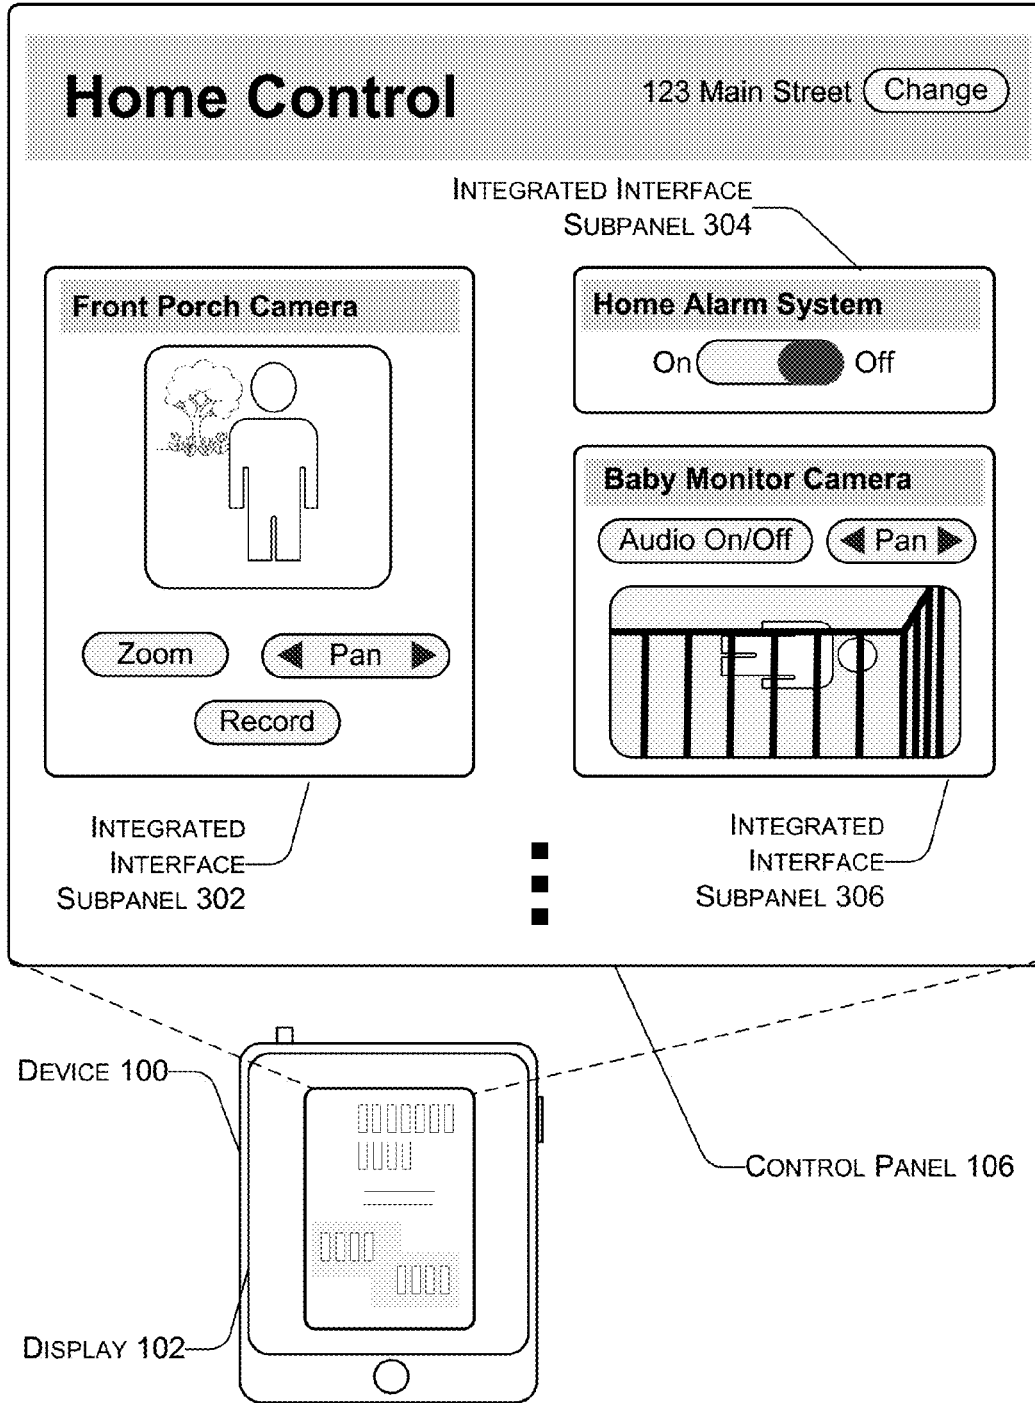 Home Control
123 Main Street Change
INTEGRATED INTERFACE
SUBPANEL 304
Front Porch Camera
Zoom
Pan
Record
INTEGRATED
INTERFACE
SUBPANEL 302
Home Alarm System
On Off
Baby Monitor Camera
Audio On/Off
Pan
INTEGRATED
INTERFACE
SUBPANEL 306
DEVICE 100
CONTROL PANEL 106
DISPLAY 102